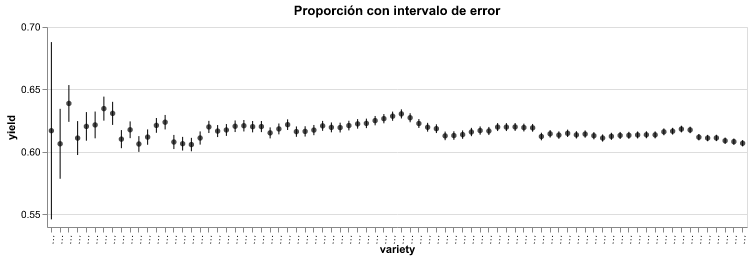 Proporción con intervalo de error
0.70
0.65
0.60
0.55
yield
variety